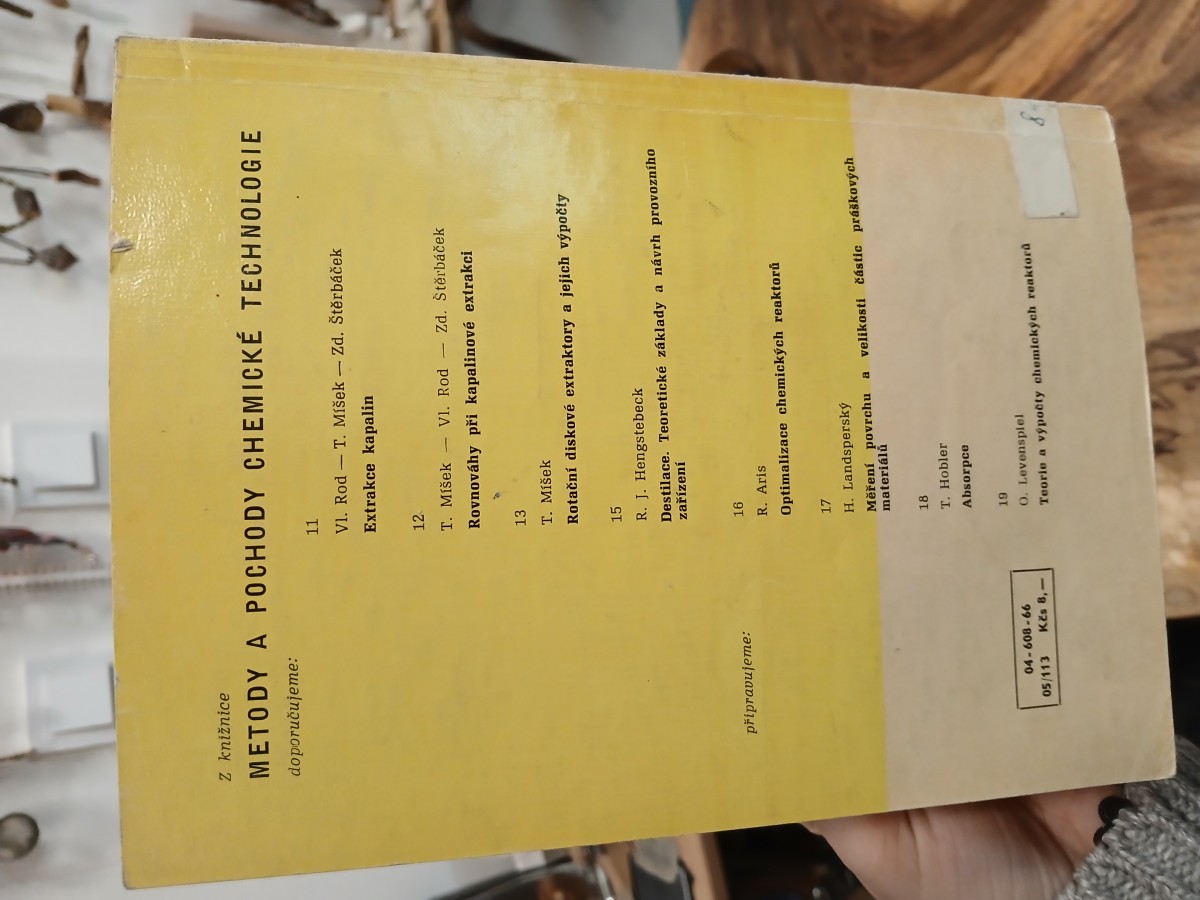 Z knižnice
METODY A POCHODY CHEMICKÉ TECHNOLOGIE
doporučujeme:
11
Vl. Rod — T. Míšek — Zd. Štěrbáček
Extrakce kapalin
12
T. Míšek — Vl. Rod — Zd. Štěrbáček
Rovnováhy při kapalinové extrakci
13
T. Míšek
Rotační diskové extraktory a jejich výpočty
15
R. J. Hengstebeck
Destilace. Teoretické základy a návrh provozního
zařízení
připravujeme:
16
R. Aris
Optimalizace chemických reaktorů
17
H. Landsperský
Měření povrchu a velikosti částic práškových
materiálů
18
T. Hobler
Absorpce
19
O. Levenspiel
Teorie a výpočty chemických reaktorů
04-608-66
05/113 Kčs 8,—